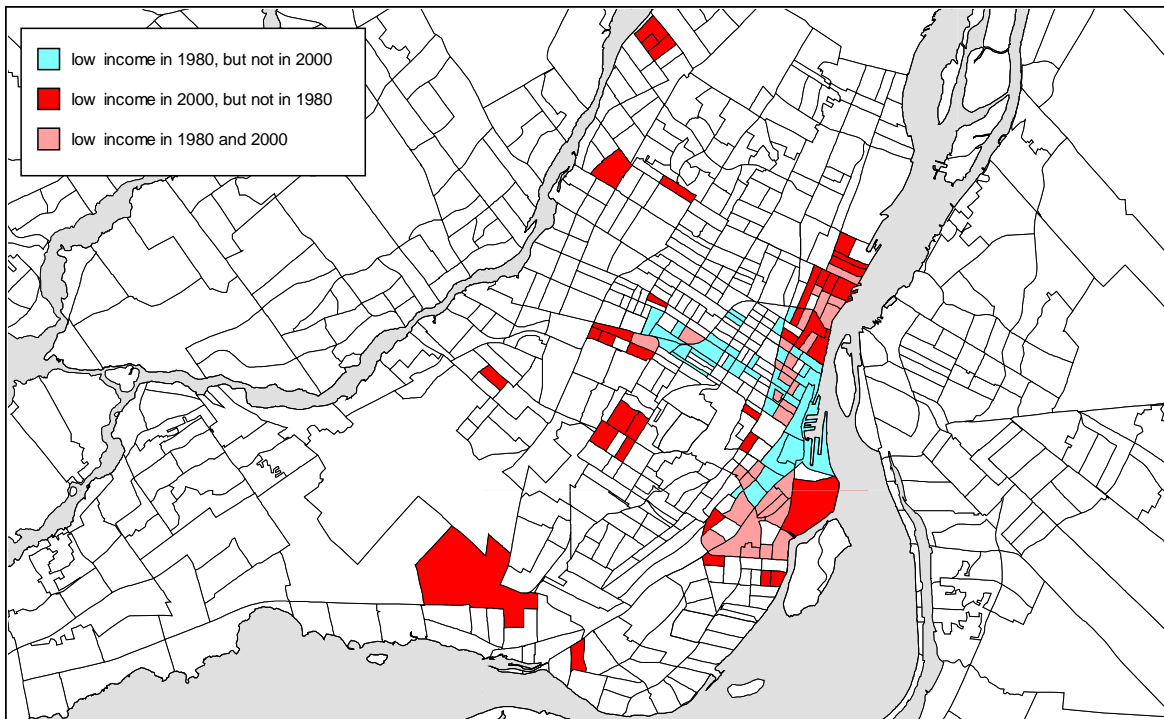 low income in 1980, but not in 2000
low income in 2000, but not in 1980
low income in 1980 and 2000